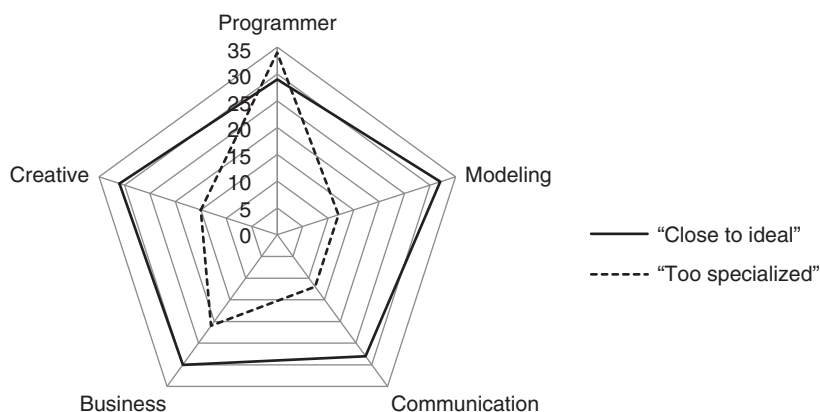 Programmer
35
30
25
20
15
10
5
0
Creative
Modeling
“Close to ideal”
“Too specialized”
Business
Communication